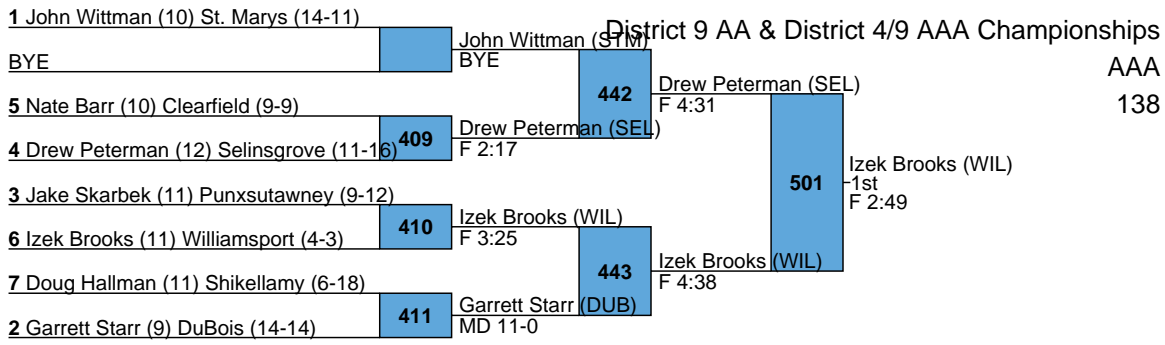 District 9 AA & District 4/9 AAA Championships
AAA
138
1 John Wittman (10) St. Marys (14-11)
BYE
5 Nate Barr (10) Clearfield (9-9)
4 Drew Peterman (12) Selinsgrove (11-16)
3 Jake Skarbek (11) Punxsutawney (9-12)
6 Izek Brooks (11) Williamsport (4-3)
7 Doug Hallman (11) Shikellamy (6-18)
2 Garrett Starr (9) DuBois (14-14)
409
410
411
John Wittman (STM)
BYE
Drew Peterman (SEL)
F 2:17
Izek Brooks (WIL)
F 3:25
Garrett Starr (DUB)
MD 11-0
442
443
Drew Peterman (SEL)
F 4:31
Izek Brooks (WIL)
F 4:38
501
Izek Brooks (WIL)
1st
F 2:49